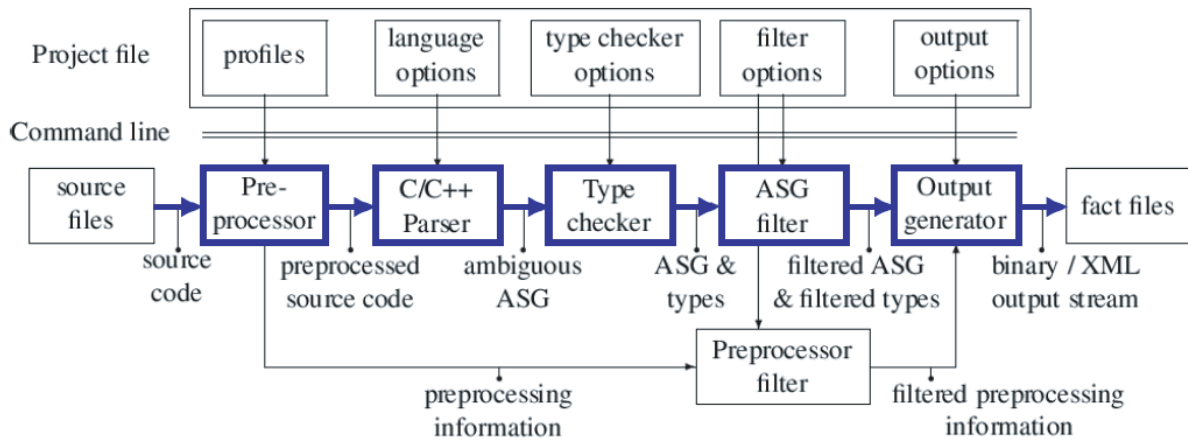 Project file
profiles
language
options
type checker
options
filter
options
output
options
Command line
source
files
Pre-
processor
C/C++
Parser
Type
checker
ASG
filter
Output
generator
fact files
source
code
preprocessed
source code
ambiguous
ASG
ASG &
types
filtered ASG
& filtered types
binary / XML
output stream
Preprocessor
filter
preprocessing
information
filtered preprocessing
information